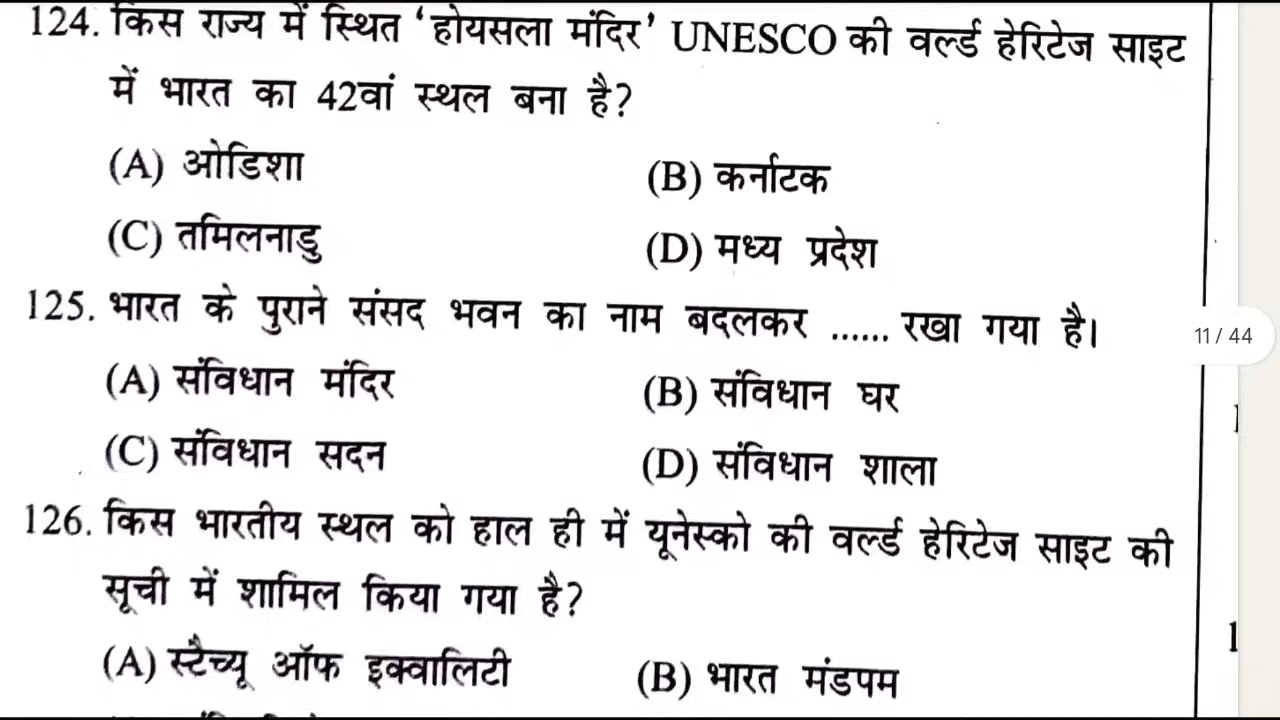 124. किस राज्य में स्थित ‘होयसला मंदिर’ UNESCO की वर्ल्ड हेरिटेज साइट
में भारत का 42वां स्थल बना है?
(A) ओडिशा (B) कर्नाटक
(C) तमिलनाडु (D) मध्य प्रदेश
125. भारत के पुराने संसद भवन का नाम बदलकर ...... रखा गया है।
11 / 44
(A) संविधान मंदिर (B) संविधान घर
(C) संविधान सदन (D) संविधान शाला
126. किस भारतीय स्थल को हाल ही में यूनेस्को की वर्ल्ड हेरिटेज साइट की
सूची में शामिल किया गया है?
(A) स्टैच्यू ऑफ इक्वालिटी (B) भारत मंडपम